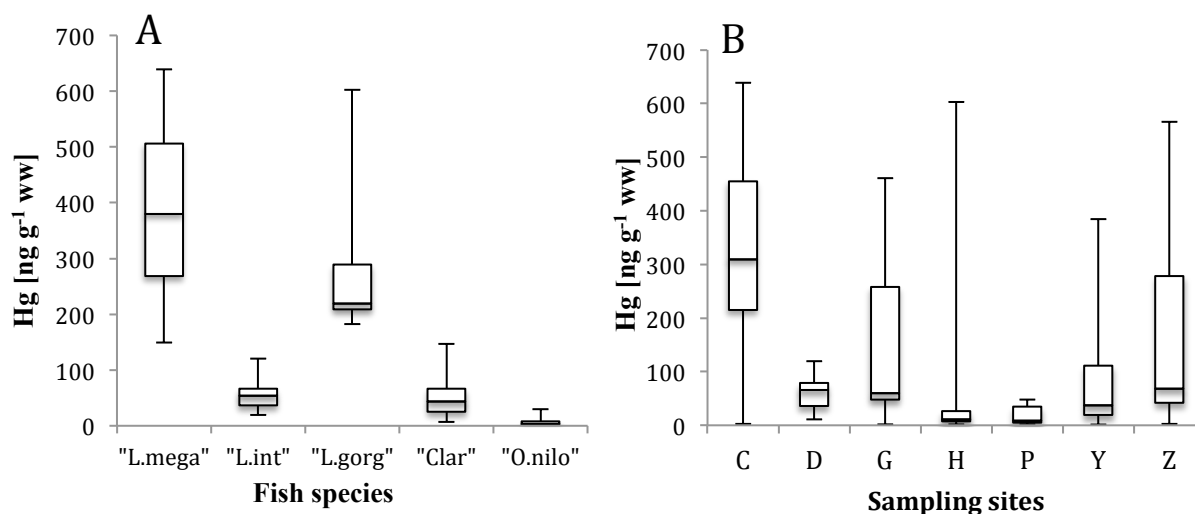 A
Hg [ng g⁻¹ ww]
700
600
500
400
300
200
100
0
"L.mega" "L.int" "L.gorg" "Clar" "O.nilo"
Fish species
B
Hg [ng g⁻¹ ww]
700
600
500
400
300
200
100
0
C D G H P Y Z
Sampling sites